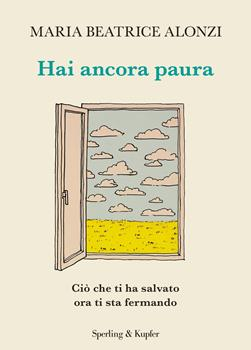 MARIA BEATRICE ALONZI
Hai ancora paura
Ciò che ti ha salvato
ora ti sta fermando
Sperling & Kupfer